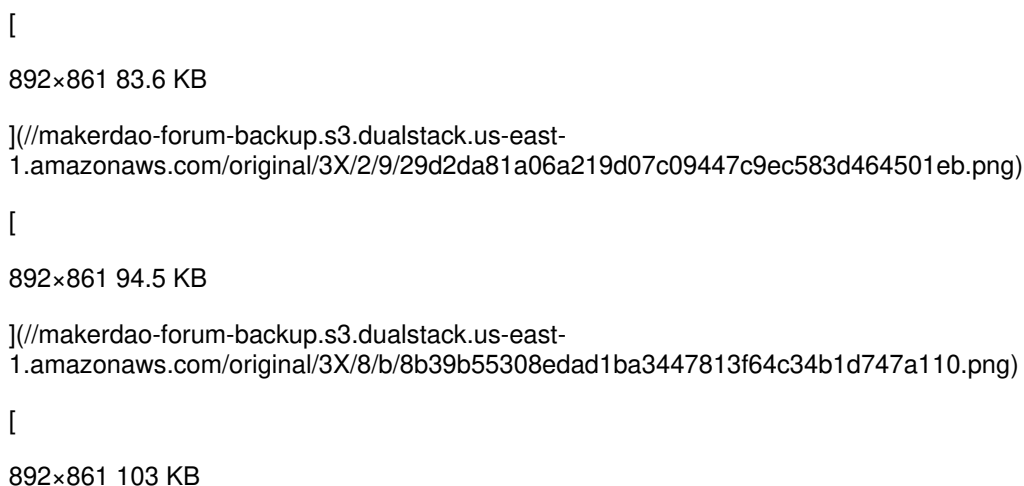 [
892×861 83.6 KB
](//makerdao-forum-backup.s3.dualstack.us-east-
1.amazonaws.com/original/3X/2/9/29d2da81a06a219d07c09447c9ec583d464501eb.png)
[
892×861 94.5 KB
](//makerdao-forum-backup.s3.dualstack.us-east-
1.amazonaws.com/original/3X/8/b/8b39b55308edad1ba3447813f64c34b1d747a110.png)
[
892×861 103 KB